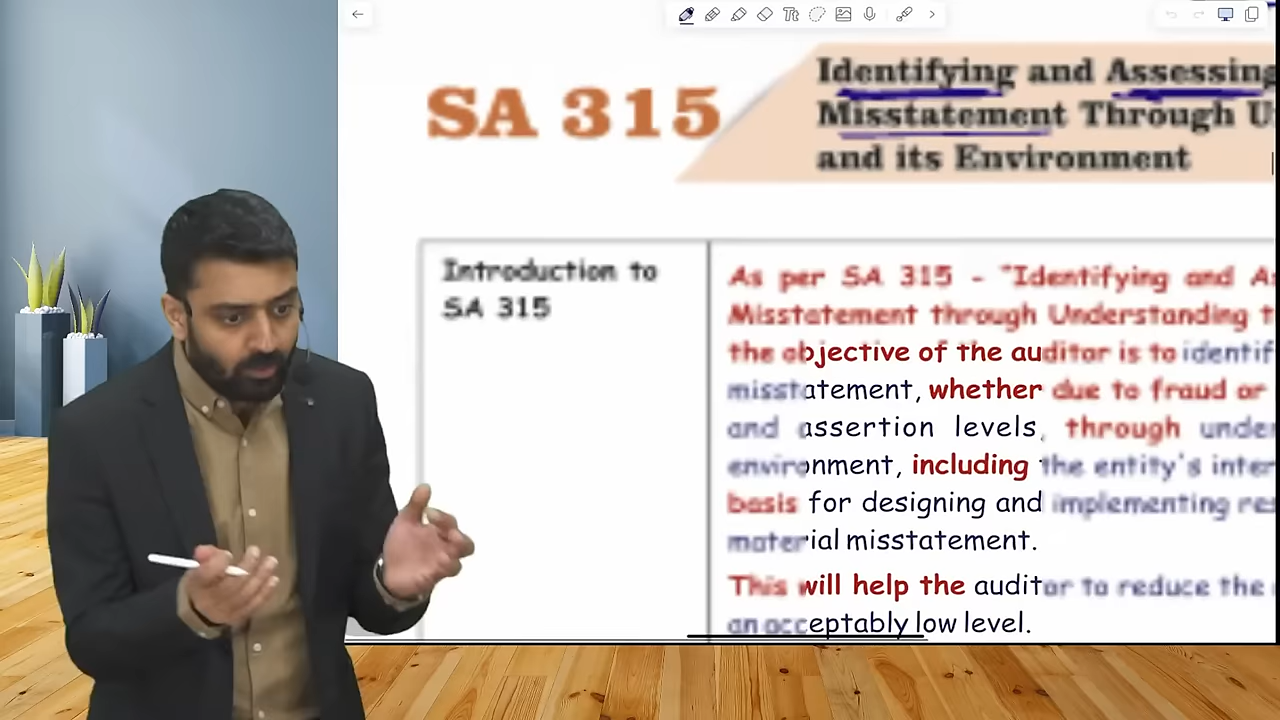 SA 315
Identifying and Assessing
Misstatement Through U
and its Environment
Introduction to
SA 315
As per SA 315 - "Identifying and As
Misstatement through Understanding t
the objective of the auditor is to identif
misstatement, whether due to fraud or
and assertion levels, through unde
environment, including the entity's inter
basis for designing and implementing res
material misstatement.
This will help the auditor to reduce the
an acceptably low level.
Tt